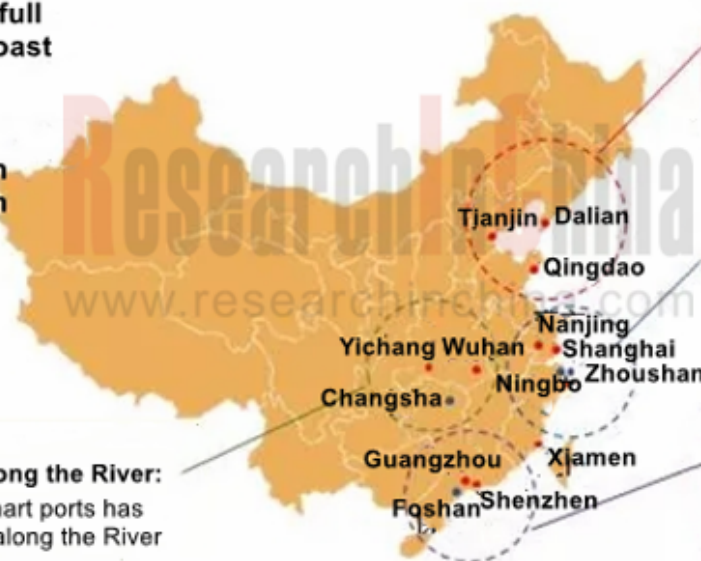 full
oast
n
n
ResearchInChina
www.researchinchina.com
Tianjin
Dalian
Qingdao
Nanjing
Yichang
Wuhan
Shanghai
Ningbo
Zhoushan
Changsha
Guangzhou
Xiamen
Foshan
Shenzhen
ong the River:
nart ports has
along the River